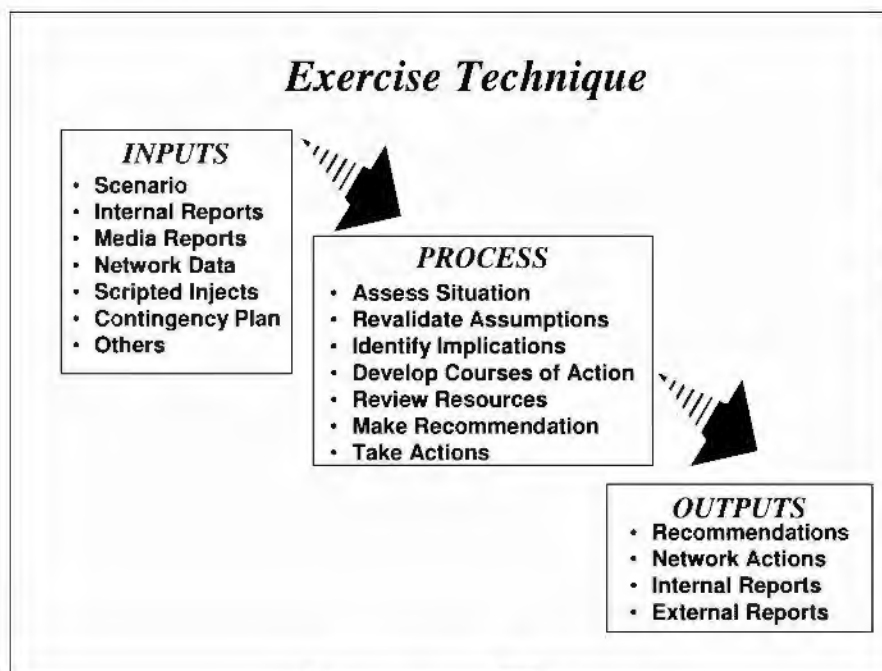 Exercise Technique
INPUTS
• Scenario
• Internal Reports
• Media Reports
• Network Data
• Scripted Injects
• Contingency Plan
• Others
PROCESS
• Assess Situation
• Revalidate Assumptions
• Identify Implications
• Develop Courses of Action
• Review Resources
• Make Recommendation
• Take Actions
OUTPUTS
• Recommendations
• Network Actions
• Internal Reports
• External Reports